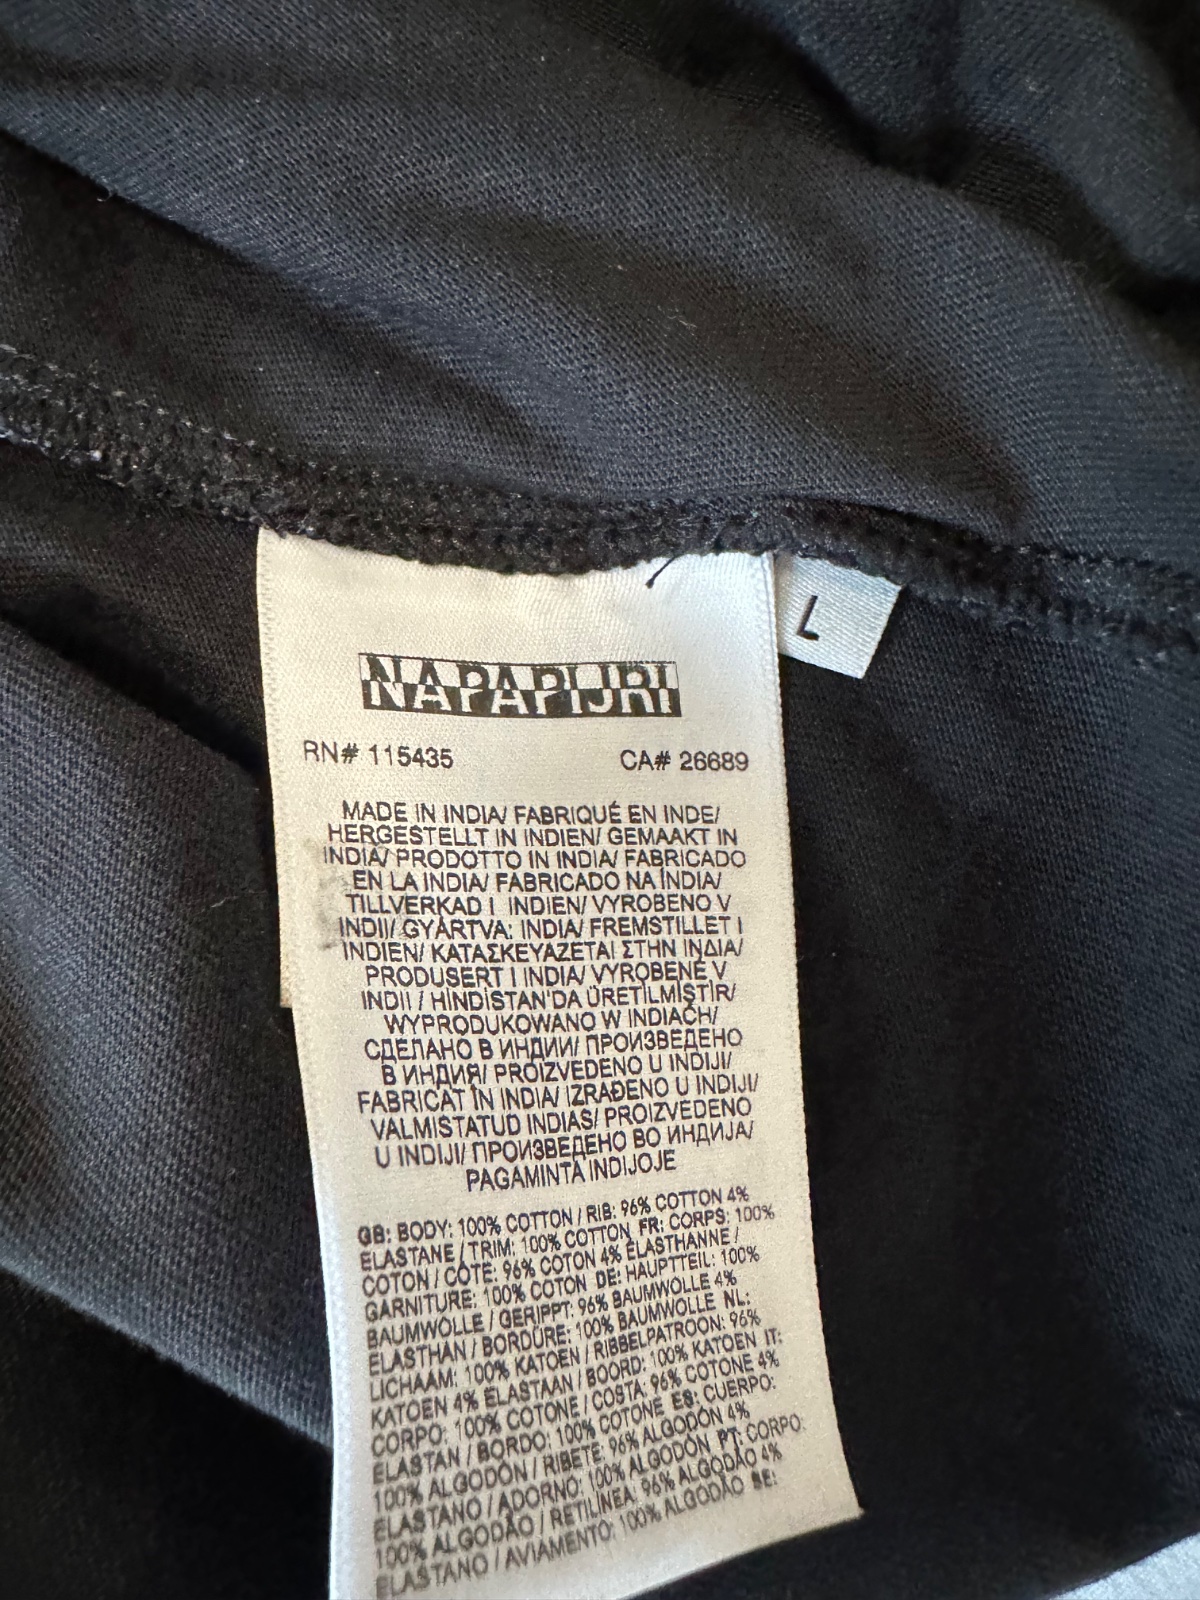 L
NAPAPIJRI
RN# 115435 CA# 26689
MADE IN INDIA/ FABRIQUÉ EN INDE/
HERGESTELLT IN INDIEN/ GEMAAKT IN
INDIA/ PRODOTTO IN INDIA/ FABRICADO
EN LA INDIA/ FABRICADO NA ÍNDIA/
TILLVERKAD I INDIEN/ VYROBENO V
INDII/ GYÁRTVA: INDIA/ FREMSTILLET I
INDIEN/ ΚΑΤΑΣΚΕΥΑΖΕΤΑΙ ΣΤΗΝ ΙΝΔΙΑ/
PRODUSERT I INDIA/ VYROBENÉ V
INDII / HİNDİSTAN'DA ÜRETİLMİŞTİR/
WYPRODUKOWANO W INDIACH/
СДЕЛАНО В ИНДИИ/ ПРОИЗВЕДЕНО
В ИНДИЯ/ PROIZVEDENO U INDIJI/
FABRICAT ÎN INDIA/ IZRAĐENO U INDIJI/
VALMISTATUD INDIAS/ PROIZVEDENO
U INDIJI/ ПРОИЗВЕДЕНО ВО ИНДИЈА/
PAGAMINTA INDIJOJE
GB: BODY: 100% COTTON / RIB: 96% COTTON 4%
ELASTANE / TRIM: 100% COTTON FR: CORPS: 100%
COTON / CÔTE: 96% COTON 4% ÉLASTHANNE /
GARNITURE: 100% COTON DE: HAUPTTEIL: 100%
BAUMWOLLE / GERIPPT: 96% BAUMWOLLE 4%
ELASTHAN / BORDÜRE: 100% BAUMWOLLE NL:
LICHAAM: 100% KATOEN / RIBBELPATROON: 96%
KATOEN 4% ELASTAAN / BOORD: 100% KATOEN IT:
CORPO: 100% COTONE / COSTA: 96% COTONE 4%
ELASTAN / BORDO: 100% COTONE ES: CUERPO:
100% ALGODÓN / RIBETE: 96% ALGODÓN 4%
ELASTANO / ADORNO: 100% ALGODÓN PT: CORPO:
100% ALGODÃO / RETILÍNEA: 96% ALGODÃO 4%
ELASTANO / AVIAMENTO: 100% ALGODÃO SE: